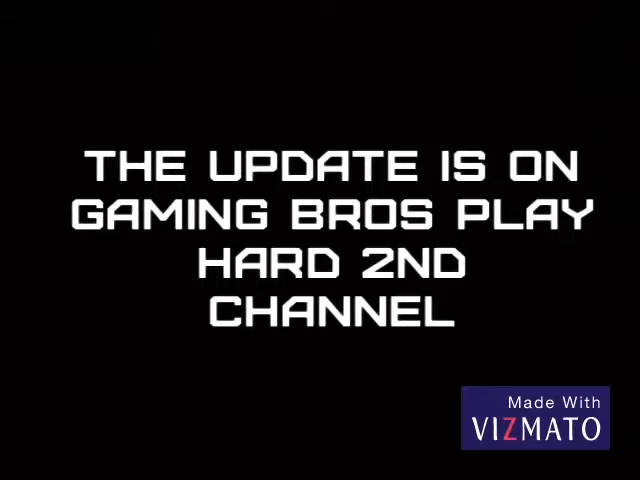 THE UPDATE IS ON
GAMING BROS PLAY
HARD 2ND
CHANNEL
Made With
VIZMATO